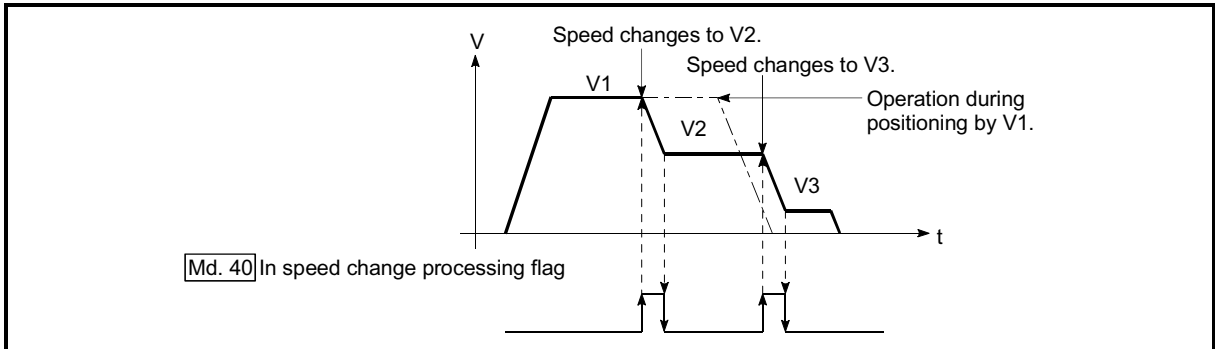 Speed changes to V2.
V
Speed changes to V3.
V1
Operation during
positioning by V1.
V2
V3
t
Md. 40 In speed change processing flag